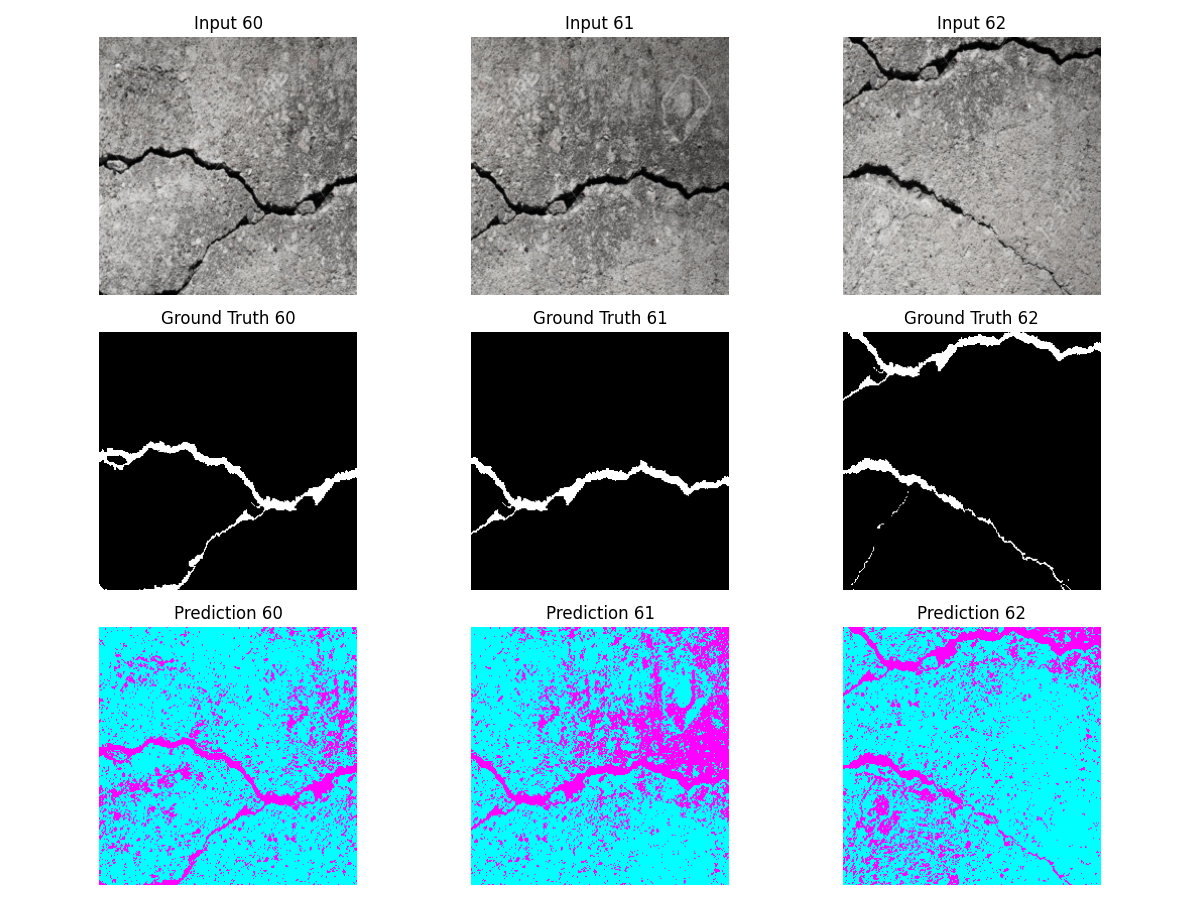 Input 60
Input 61
Input 62
Ground Truth 60
Ground Truth 61
Ground Truth 62
Prediction 60
Prediction 61
Prediction 62